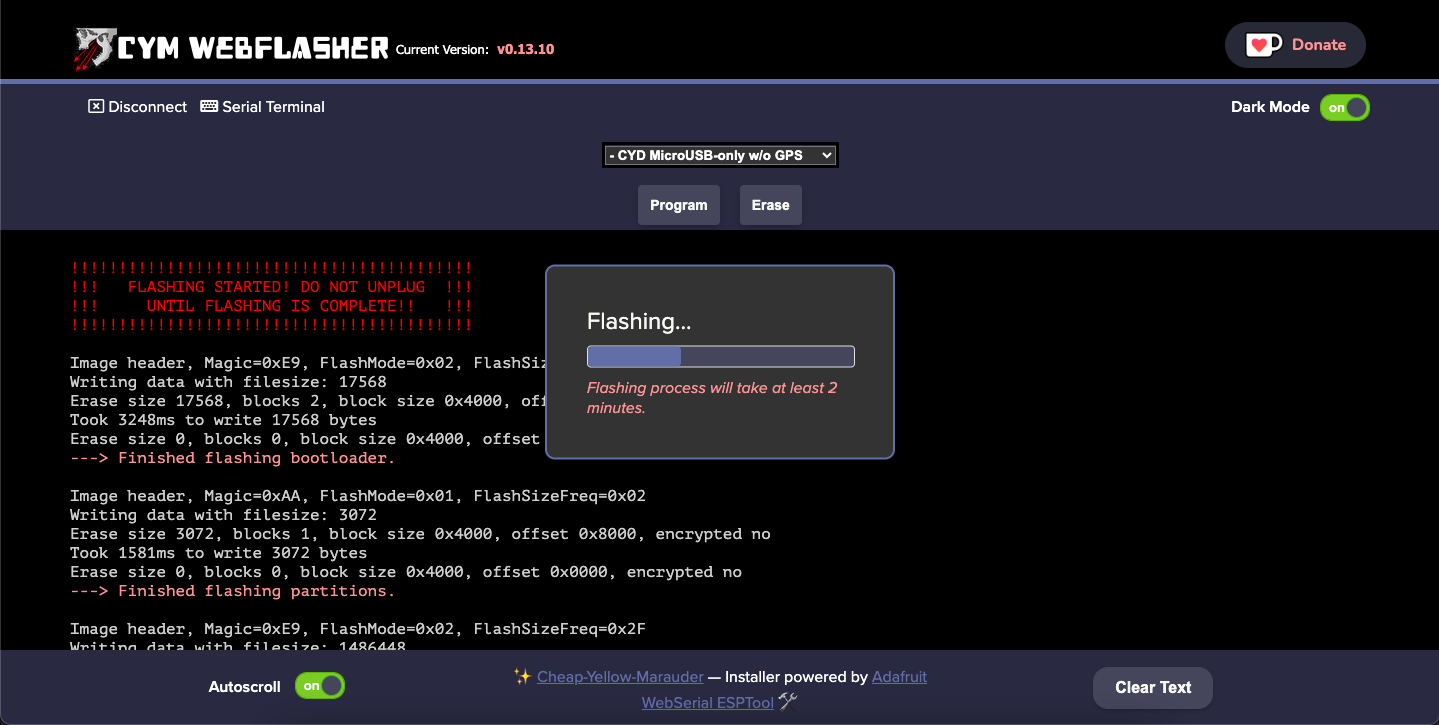 CYM WEBFLASHER Current Version: v0.13.10
Donate
Disconnect Serial Terminal
Dark Mode on
- CYD MicroUSB-only w/o GPS
Program Erase
!!!!!!!!!!!!!!!!!!!!!!!!!!!!!!!!!!!!!!!!!!
!!! FLASHING STARTED! DO NOT UNPLUG !!!
!!! UNTIL FLASHING IS COMPLETE!! !!!
!!!!!!!!!!!!!!!!!!!!!!!!!!!!!!!!!!!!!!!!!!
Flashing...
Flashing process will take at least 2
minutes.
Image header, Magic=0xE9, FlashMode=0x02, FlashSiz
Writing data with filesize: 17568
Erase size 17568, blocks 2, block size 0x4000, off
Took 3248ms to write 17568 bytes
Erase size 0, blocks 0, block size 0x4000, offset
---> Finished flashing bootloader.
Image header, Magic=0xAA, FlashMode=0x01, FlashSizeFreq=0x02
Writing data with filesize: 3072
Erase size 3072, blocks 1, block size 0x4000, offset 0x8000, encrypted no
Took 1581ms to write 3072 bytes
Erase size 0, blocks 0, block size 0x4000, offset 0x0000, encrypted no
---> Finished flashing partitions.
Image header, Magic=0xE9, FlashMode=0x02, FlashSizeFreq=0x2F
Writing data with filesize: 1486448
Autoscroll on
✨ Cheap-Yellow-Marauder — Installer powered by Adafruit
WebSerial ESPTool 🛠
Clear Text